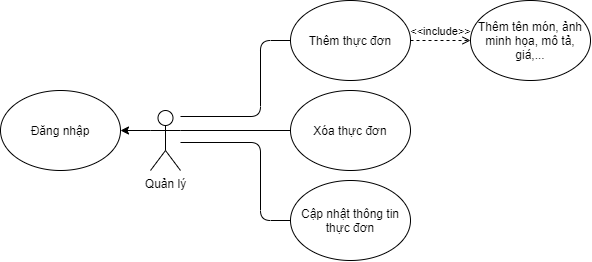 Thêm thực đơn
<<include>>
Thêm tên món, ảnh
minh họa, mô tả,
giá,...
Đăng nhập
Xóa thực đơn
Quản lý
Cập nhật thông tin
thực đơn